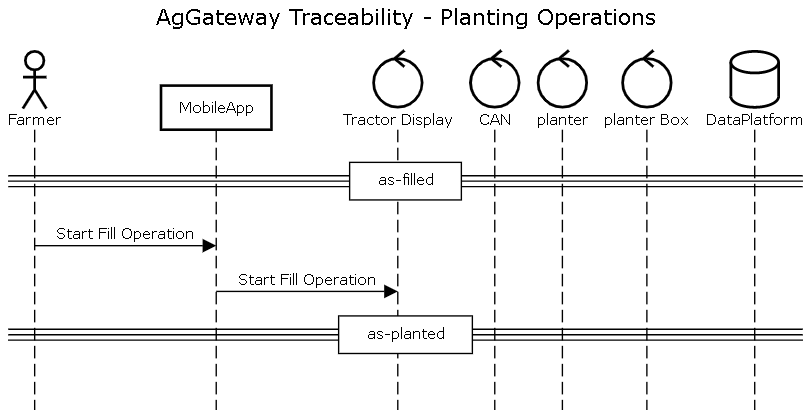 AgGateway Traceability - Planting Operations
Farmer
MobileApp
Tractor Display
CAN
planter
planter Box
DataPlatform
as-filled
Start Fill Operation
Start Fill Operation
as-planted